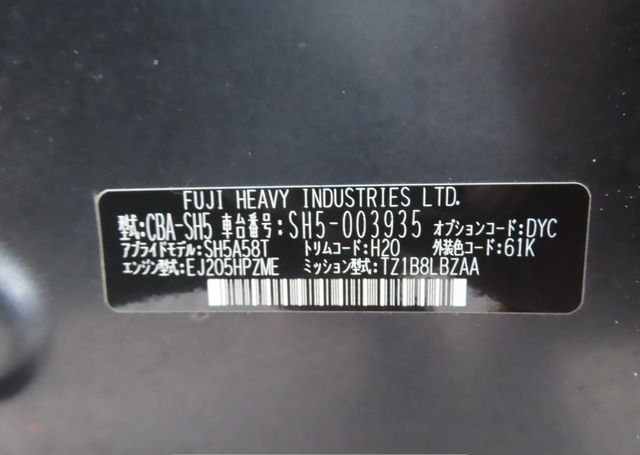 FUJI HEAVY INDUSTRIES LTD.
型式:CBA-SH5 車台番号:SH5-003935 オプションコード:DYC
アプライドモデル:SH5A58T トリムコード:H20 外装色コード:61K
エンジン型式:EJ205HPZME ミッション型式:TZ1B8LBZAA